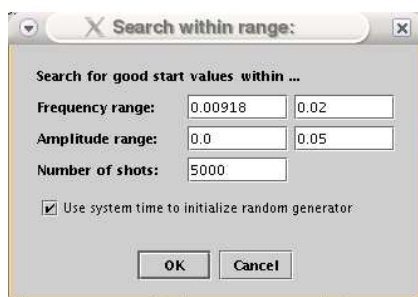 Search within range:
Search for good start values within ...
Frequency range: 0.00918 0.02
Amplitude range: 0.0 0.05
Number of shots: 5000
Use system time to initialize random generator
OK Cancel